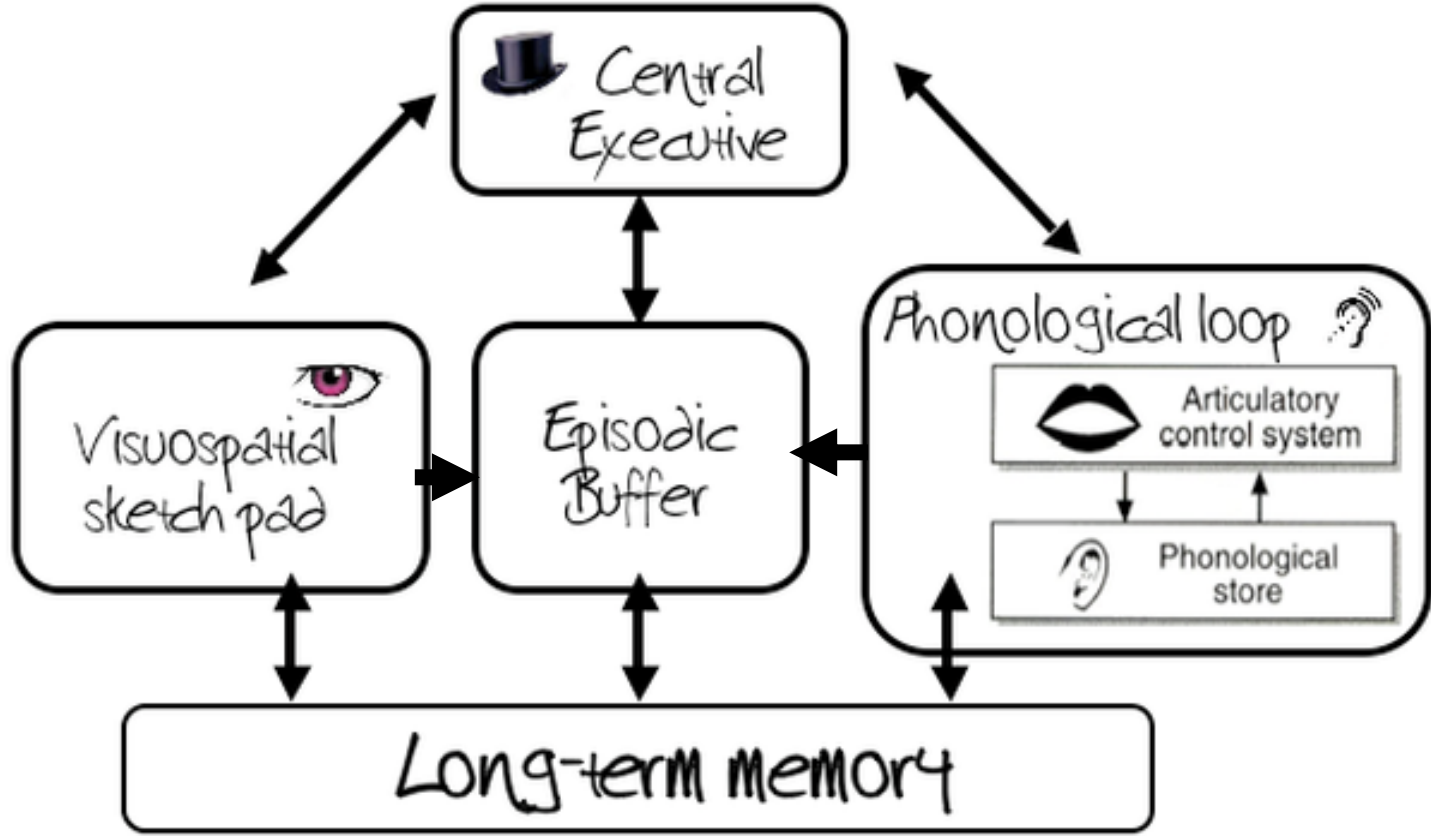 Central
Executive
Visuospatial
sketch pad
Episodic
Buffer
Phonological loop
Articulatory
control system
Phonological
store
Long-term memory